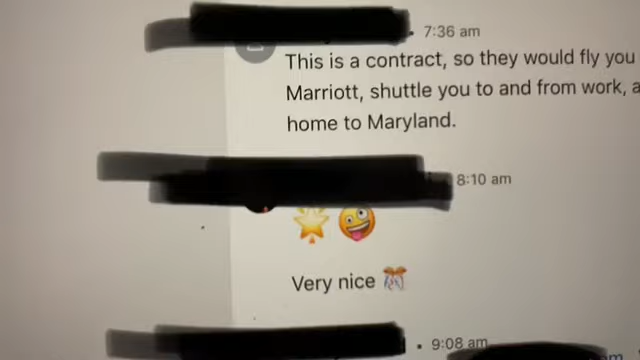 7:36 am
This is a contract, so they would fly you
Marriott, shuttle you to and from work, a
home to Maryland.
8:10 am
Very nice
9:08 am
om